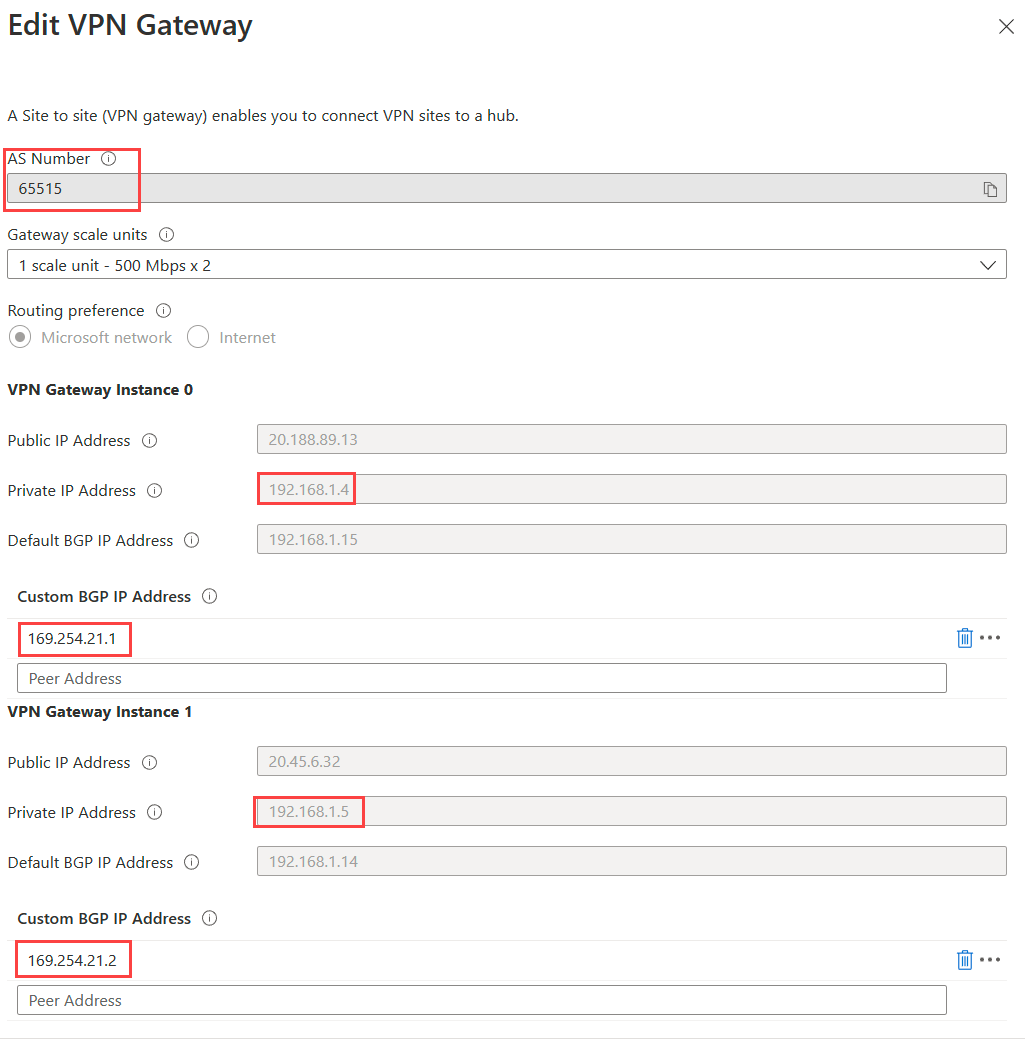 Edit VPN Gateway
A Site to site (VPN gateway) enables you to connect VPN sites to a hub.
AS Number
65515
Gateway scale units
1 scale unit - 500 Mbps x 2
Routing preference
Microsoft network Internet
VPN Gateway Instance 0
Public IP Address 20.188.89.13
Private IP Address 192.168.1.4
Default BGP IP Address 192.168.1.15
Custom BGP IP Address
169.254.21.1
Peer Address
VPN Gateway Instance 1
Public IP Address 20.45.6.32
Private IP Address 192.168.1.5
Default BGP IP Address 192.168.1.14
Custom BGP IP Address
169.254.21.2
Peer Address